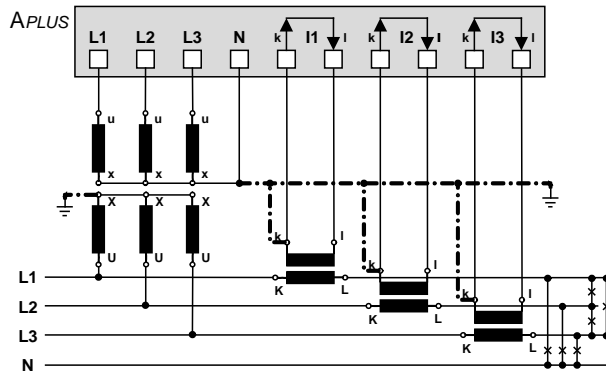 APLUS
L1 L2 L3 N k I1 l k I2 l k I3 l
u u u
x x x
X X X
U U U
k l
k l
k l
L1 K L
L2 K L
L3 K L
N